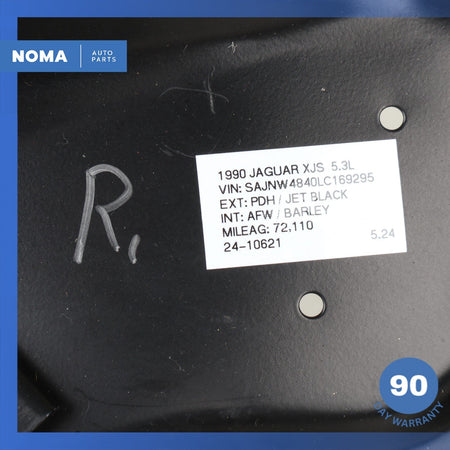 NOMA
AUTO
PARTS
1990 JAGUAR XJS 5.3L
VIN: SAJNW4840LC169295
EXT: PDH / JET BLACK
INT: AFW / BARLEY
MILEAG: 72,110
24-10621
5.24
R.
90
DAY WARRANTY